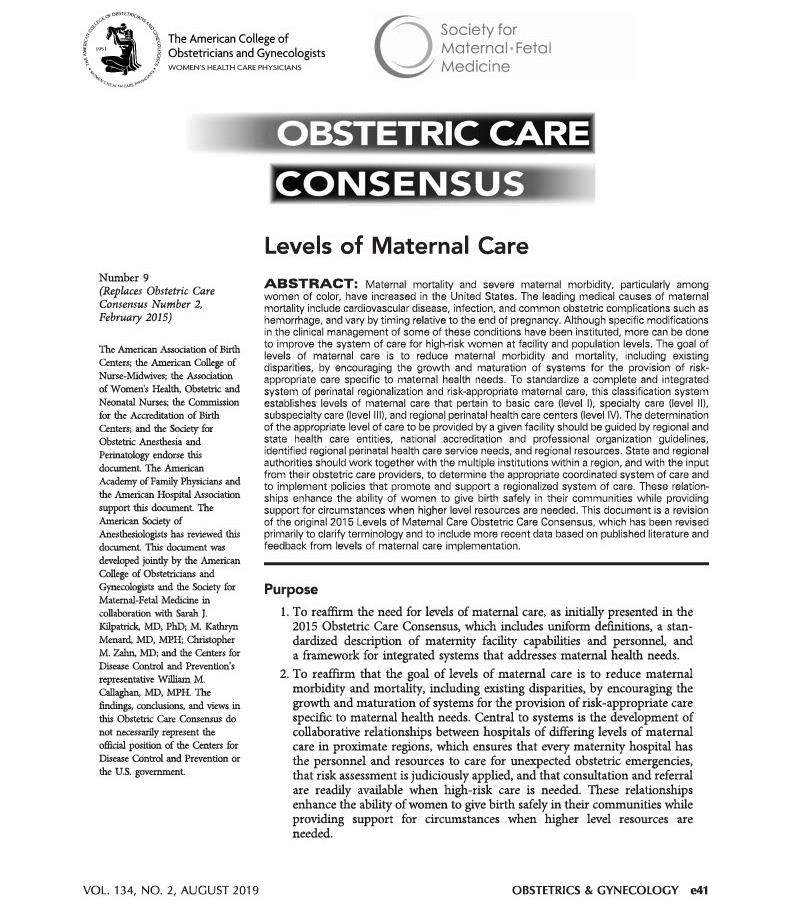 The American College of
Obstetricians and Gynecologists
WOMEN'S HEALTH CARE PHYSICIANS
1951
Society for
Maternal•Fetal
Medicine
OBSTETRIC CARE
CONSENSUS
Levels of Maternal Care
Number 9
(Replaces Obstetric Care
Consensus Number 2,
February 2015)
The American Association of Birth
Centers; the American College of
Nurse-Midwives; the Association
of Women's Health, Obstetric and
Neonatal Nurses; the Commission
for the Accreditation of Birth
Centers; and the Society for
Obstetric Anesthesia and
Perinatology endorse this
document. The American
Academy of Family Physicians and
the American Hospital Association
support this document. The
American Society of
Anesthesiologists has reviewed this
document. This document was
developed jointly by the American
College of Obstetricians and
Gynecologists and the Society for
Maternal-Fetal Medicine in
collaboration with Sarah J.
Kilpatrick, MD, PhD; M. Kathryn
Menard, MD, MPH; Christopher
M. Zahn, MD; and the Centers for
Disease Control and Prevention's
representative William M.
Callaghan, MD, MPH. The
findings, conclusions, and views in
this Obstetric Care Consensus do
not necessarily represent the
official position of the Centers for
Disease Control and Prevention or
the U.S. government.
ABSTRACT: Maternal mortality and severe maternal morbidity, particularly among
women of color, have increased in the United States. The leading medical causes of maternal
mortality include cardiovascular disease, infection, and common obstetric complications such as
hemorrhage, and vary by timing relative to the end of pregnancy. Although specific modifications
in the clinical management of some of these conditions have been instituted, more can be done
to improve the system of care for high-risk women at facility and population levels. The goal of
levels of maternal care is to reduce maternal morbidity and mortality, including existing
disparities, by encouraging the growth and maturation of systems for the provision of risk-
appropriate care specific to maternal health needs. To standardize a complete and integrated
system of perinatal regionalization and risk-appropriate maternal care, this classification system
establishes levels of maternal care that pertain to basic care (level I), specialty care (level II),
subspecialty care (level III), and regional perinatal health care centers (level IV). The determination
of the appropriate level of care to be provided by a given facility should be guided by regional and
state health care entities, national accreditation and professional organization guidelines,
identified regional perinatal health care service needs, and regional resources. State and regional
authorities should work together with the multiple institutions within a region, and with the input
from their obstetric care providers, to determine the appropriate coordinated system of care and
to implement policies that promote and support a regionalized system of care. These relation-
ships enhance the ability of women to give birth safely in their communities while providing
support for circumstances when higher level resources are needed. This document is a revision
of the original 2015 Levels of Maternal Care Obstetric Care Consensus, which has been revised
primarily to clarify terminology and to include more recent data based on published literature and
feedback from levels of maternal care implementation.
Purpose
1. To reaffirm the need for levels of maternal care, as initially presented in the
2015 Obstetric Care Consensus, which includes uniform definitions, a stan-
dardized description of maternity facility capabilities and personnel, and
a framework for integrated systems that addresses maternal health needs.
2. To reaffirm that the goal of levels of maternal care is to reduce maternal
morbidity and mortality, including existing disparities, by encouraging the
growth and maturation of systems for the provision of risk-appropriate care
specific to maternal health needs. Central to systems is the development of
collaborative relationships between hospitals of differing levels of maternal
care in proximate regions, which ensures that every maternity hospital has
the personnel and resources to care for unexpected obstetric emergencies,
that risk assessment is judiciously applied, and that consultation and referral
are readily available when high-risk care is needed. These relationships
enhance the ability of women to give birth safely in their communities while
providing support for circumstances when higher level resources are
needed.
VOL. 134, NO. 2, AUGUST 2019
OBSTETRICS & GYNECOLOGY e41